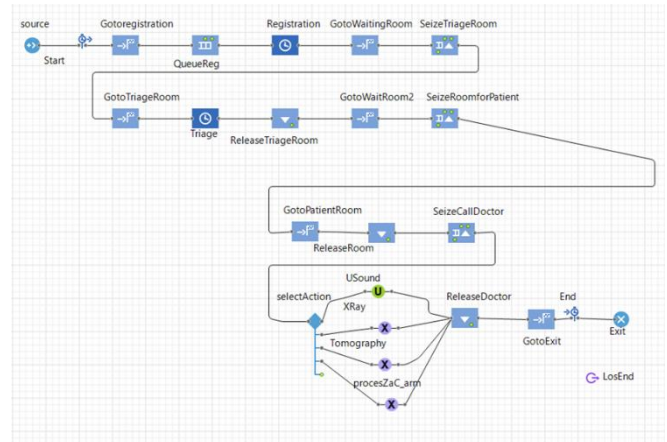 source Gotoregistration Registration GotoWaitingRoom SeizeTriageRoom
Start QueueReg
GotoTriageRoom GotoWaitRoom2 SeizeRoomforPatient
Triage ReleaseTriageRoom
GotoPatientRoom SeizeCallDoctor
ReleaseRoom
USound
U
selectAction XRay ReleaseDoctor End
X
Tomography GotoExit Exit
X
procesZaC_arm LosEnd
X